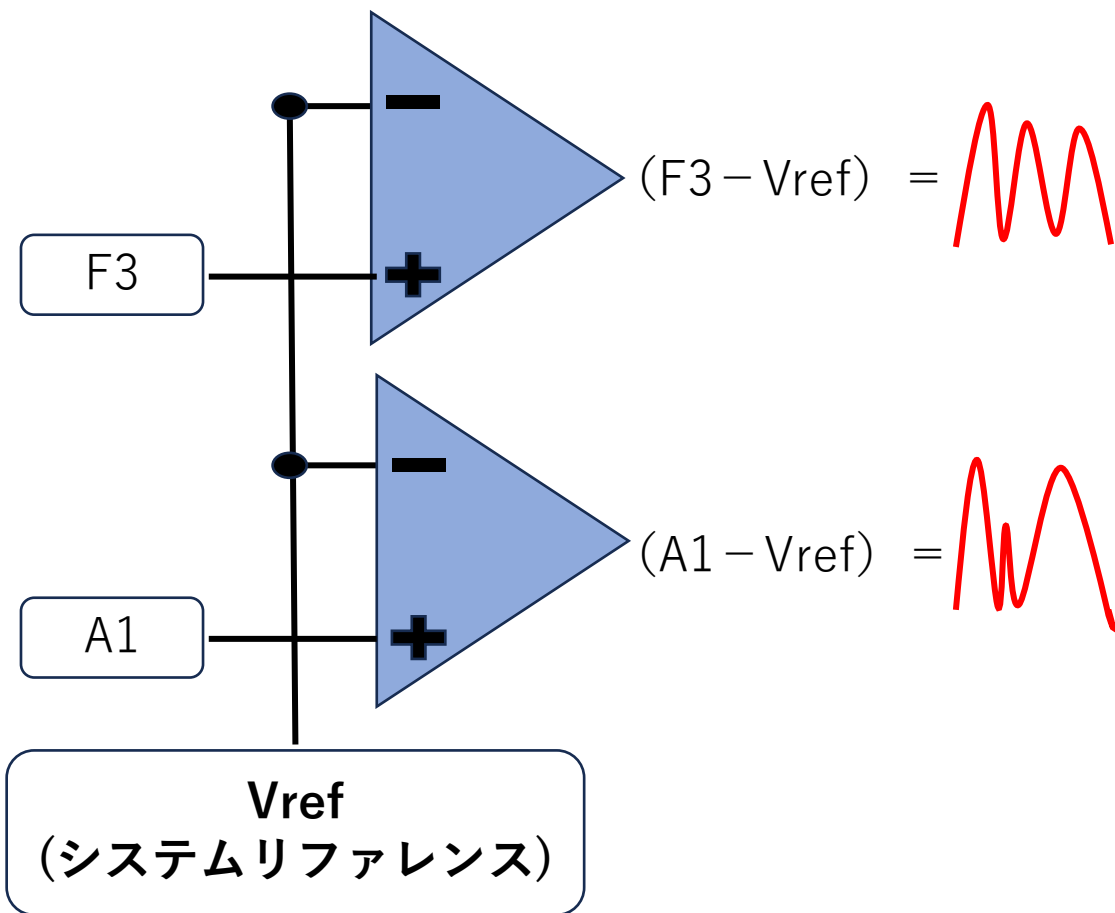 −
(F3−Vref) =
F3
+
−
(A1−Vref) =
A1
+
Vref
(システムリファレンス)